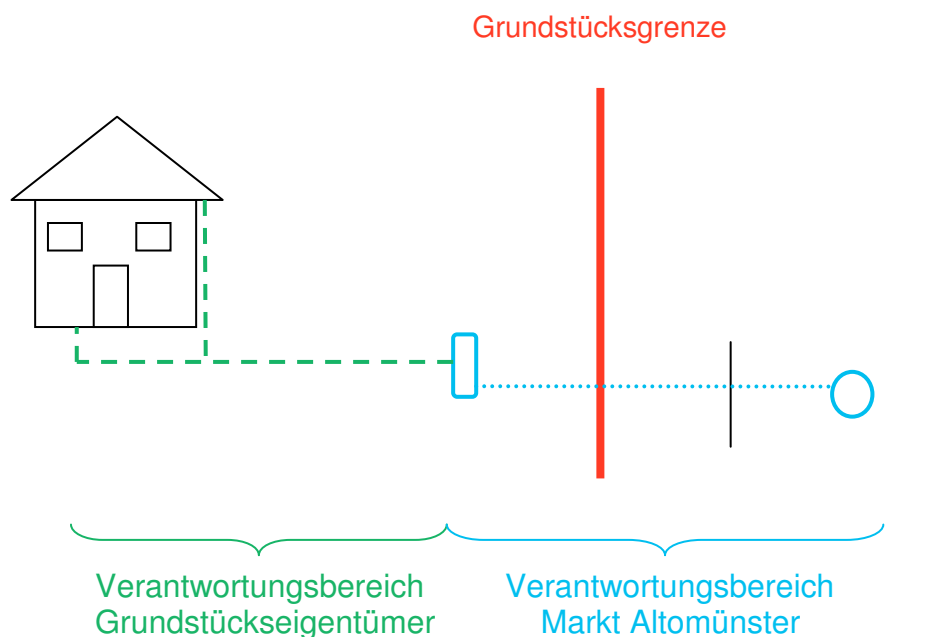 Grundstücksgrenze
Verantwortungsbereich
Grundstückseigentümer
Verantwortungsbereich
Markt Altomünster